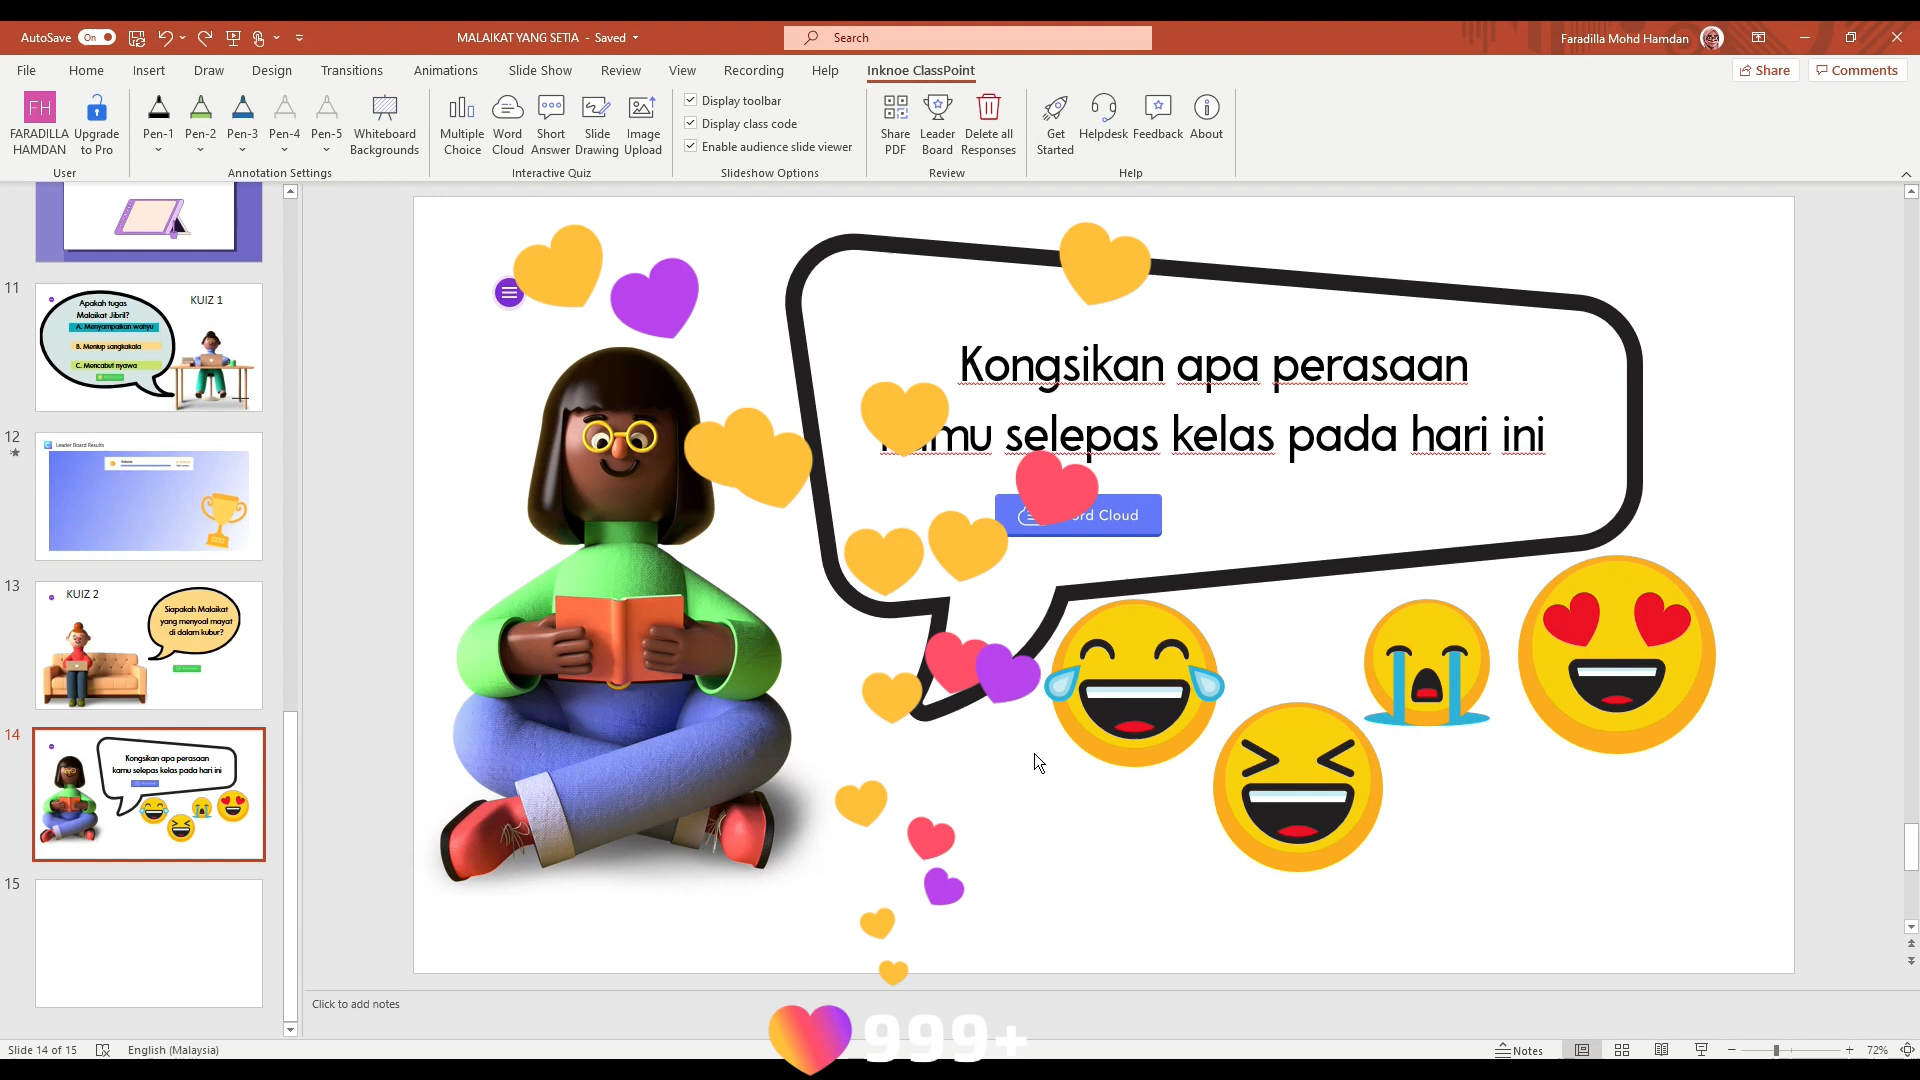 AutoSave On MALAIKAT YANG SETIA - Saved Search Faradilla Mohd Hamdan
File Home Insert Draw Design Transitions Animations Slide Show Review View Recording Help Inknoe ClassPoint Share Comments
FH
FARADILLA HAMDAN
Upgrade to Pro
User
Pen-1 Pen-2 Pen-3 Pen-4 Pen-5
Whiteboard Backgrounds
Annotation Settings
Multiple Choice
Word Cloud
Short Answer
Slide Drawing
Image Upload
Interactive Quiz
Display toolbar
Display class code
Enable audience slide viewer
Slideshow Options
Share PDF
Leader Board
Delete all Responses
Review
Get Started
Helpdesk
Feedback
About
Help
11
Apakah tugas
Malaikat Jibril?
KUIZ 1
A. Menyampaikan wahyu
B. Meniup sangkakala
C. Mencabut nyawa
12
Leader Board Results
13
KUIZ 2
Siapakah Malaikat
yang menyoal mayat
di dalam kubur?
14
Kongsikan apa perasaan
kamu selepas kelas pada hari ini
15
Kongsikan apa perasaan
kamu selepas kelas pada hari ini
Word Cloud
Click to add notes
999+
Slide 14 of 15 English (Malaysia) Notes 72%